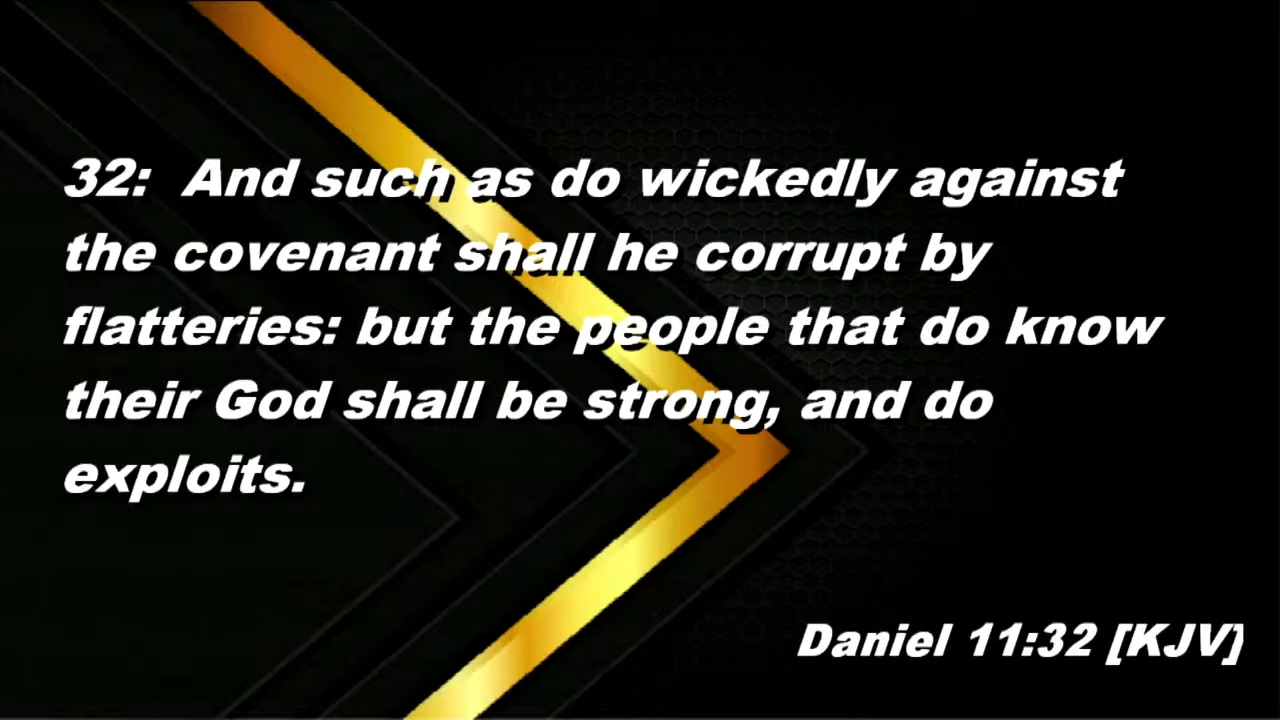 32:  And such as do wickedly against
the covenant shall he corrupt by
flatteries: but the people that do know
their God shall be strong, and do
exploits.
Daniel 11:32 [KJV]